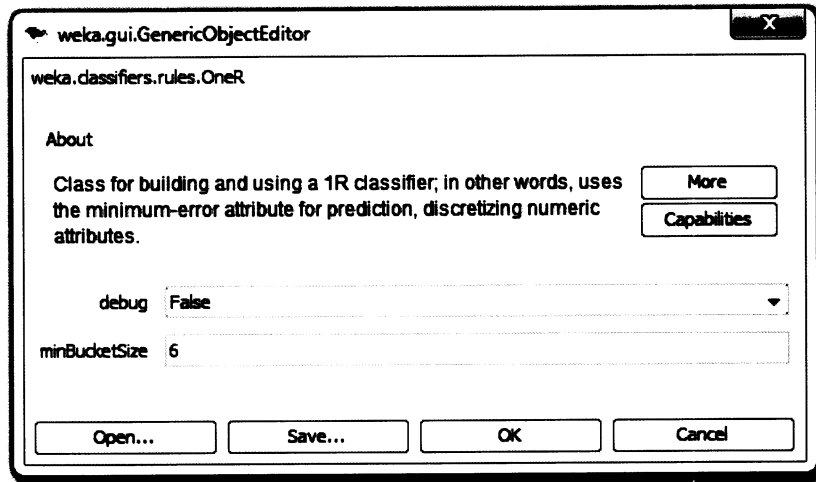 weka.gui.GenericObjectEditor
X
weka.classifiers.rules.OneR
About
Class for building and using a 1R classifier; in other words, uses
the minimum-error attribute for prediction, discretizing numeric
attributes.
More
Capabilities
debug False
minBucketSize 6
Open... Save... OK Cancel